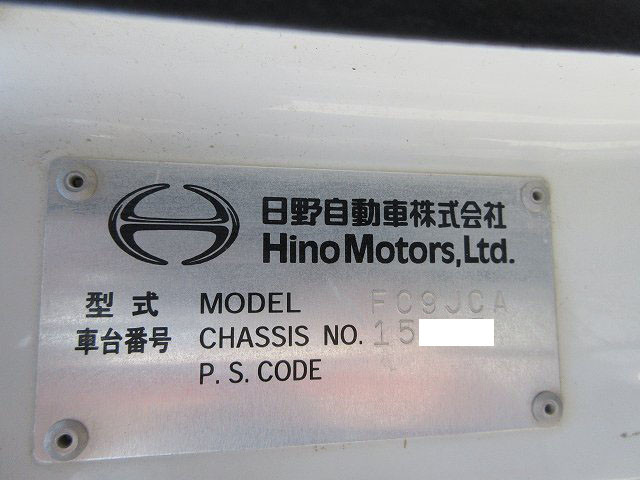 日野自動車株式会社
Hino Motors, Ltd.
型式 MODEL FC9JCA
車台番号 CHASSIS NO. 15
P. S. CODE